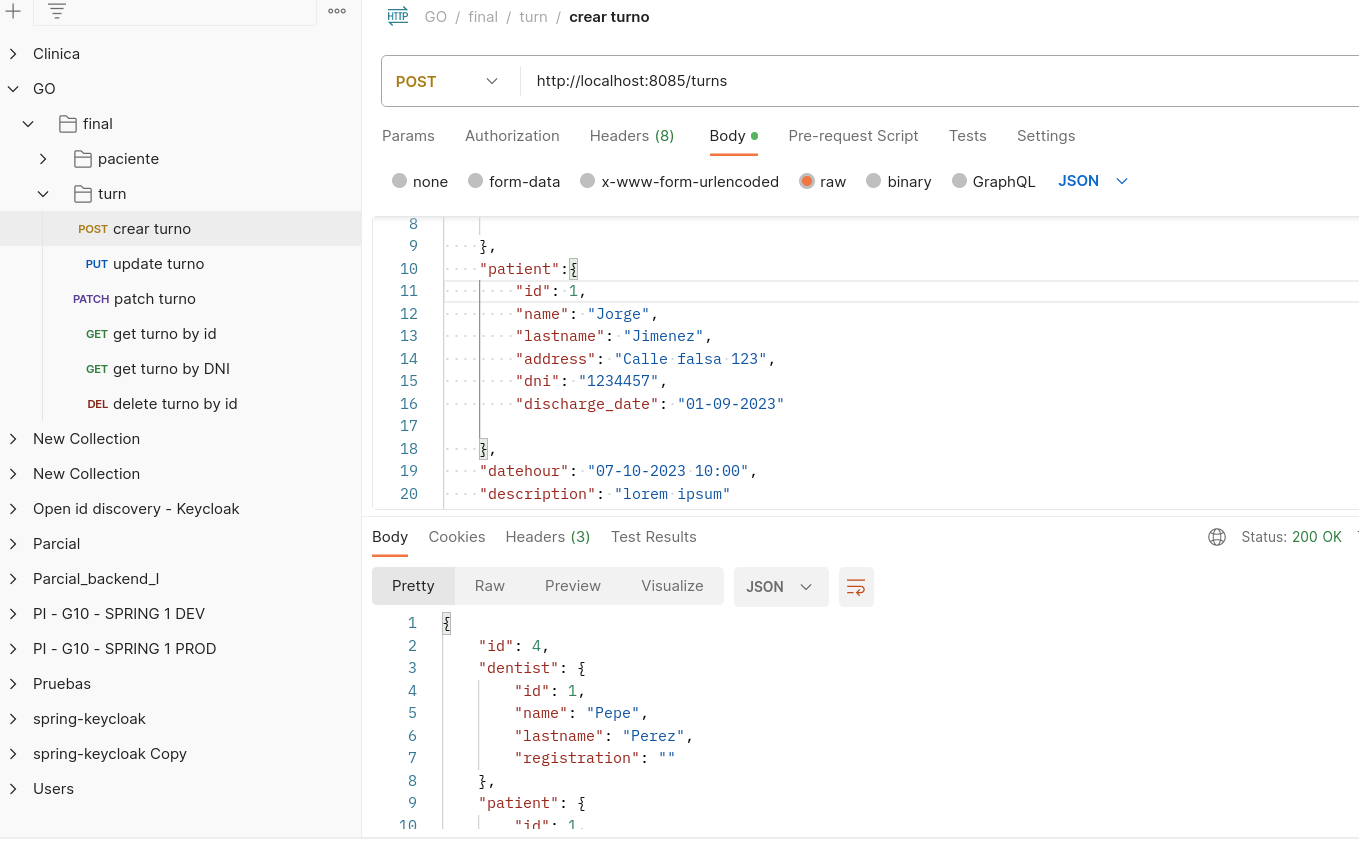 Clinica
GO
final
paciente
turn
POST crear turno
PUT update turno
PATCH patch turno
GET get turno by id
GET get turno by DNI
DEL delete turno by id
New Collection
New Collection
Open id discovery - Keycloak
Parcial
Parcial_backend_I
PI - G10 - SPRING 1 DEV
PI - G10 - SPRING 1 PROD
Pruebas
spring-keycloak
spring-keycloak Copy
Users
HTTP GO / final / turn / crear turno
POST http://localhost:8085/turns
Params Authorization Headers (8) Body Pre-request Script Tests Settings
none form-data x-www-form-urlencoded raw binary GraphQL JSON
8
9 },
10 "patient":{
11 "id": 1,
12 "name": "Jorge",
13 "lastname": "Jimenez",
14 "address": "Calle falsa 123",
15 "dni": "1234457",
16 "discharge_date": "01-09-2023"
17
18 },
19 "datehour": "07-10-2023 10:00",
20 "description": "lorem ipsum"
Body Cookies Headers (3) Test Results Status: 200 OK
Pretty Raw Preview Visualize JSON
1 {
2 "id": 4,
3 "dentist": {
4 "id": 1,
5 "name": "Pepe",
6 "lastname": "Perez",
7 "registration": ""
8 },
9 "patient": {
10 "id": 1,